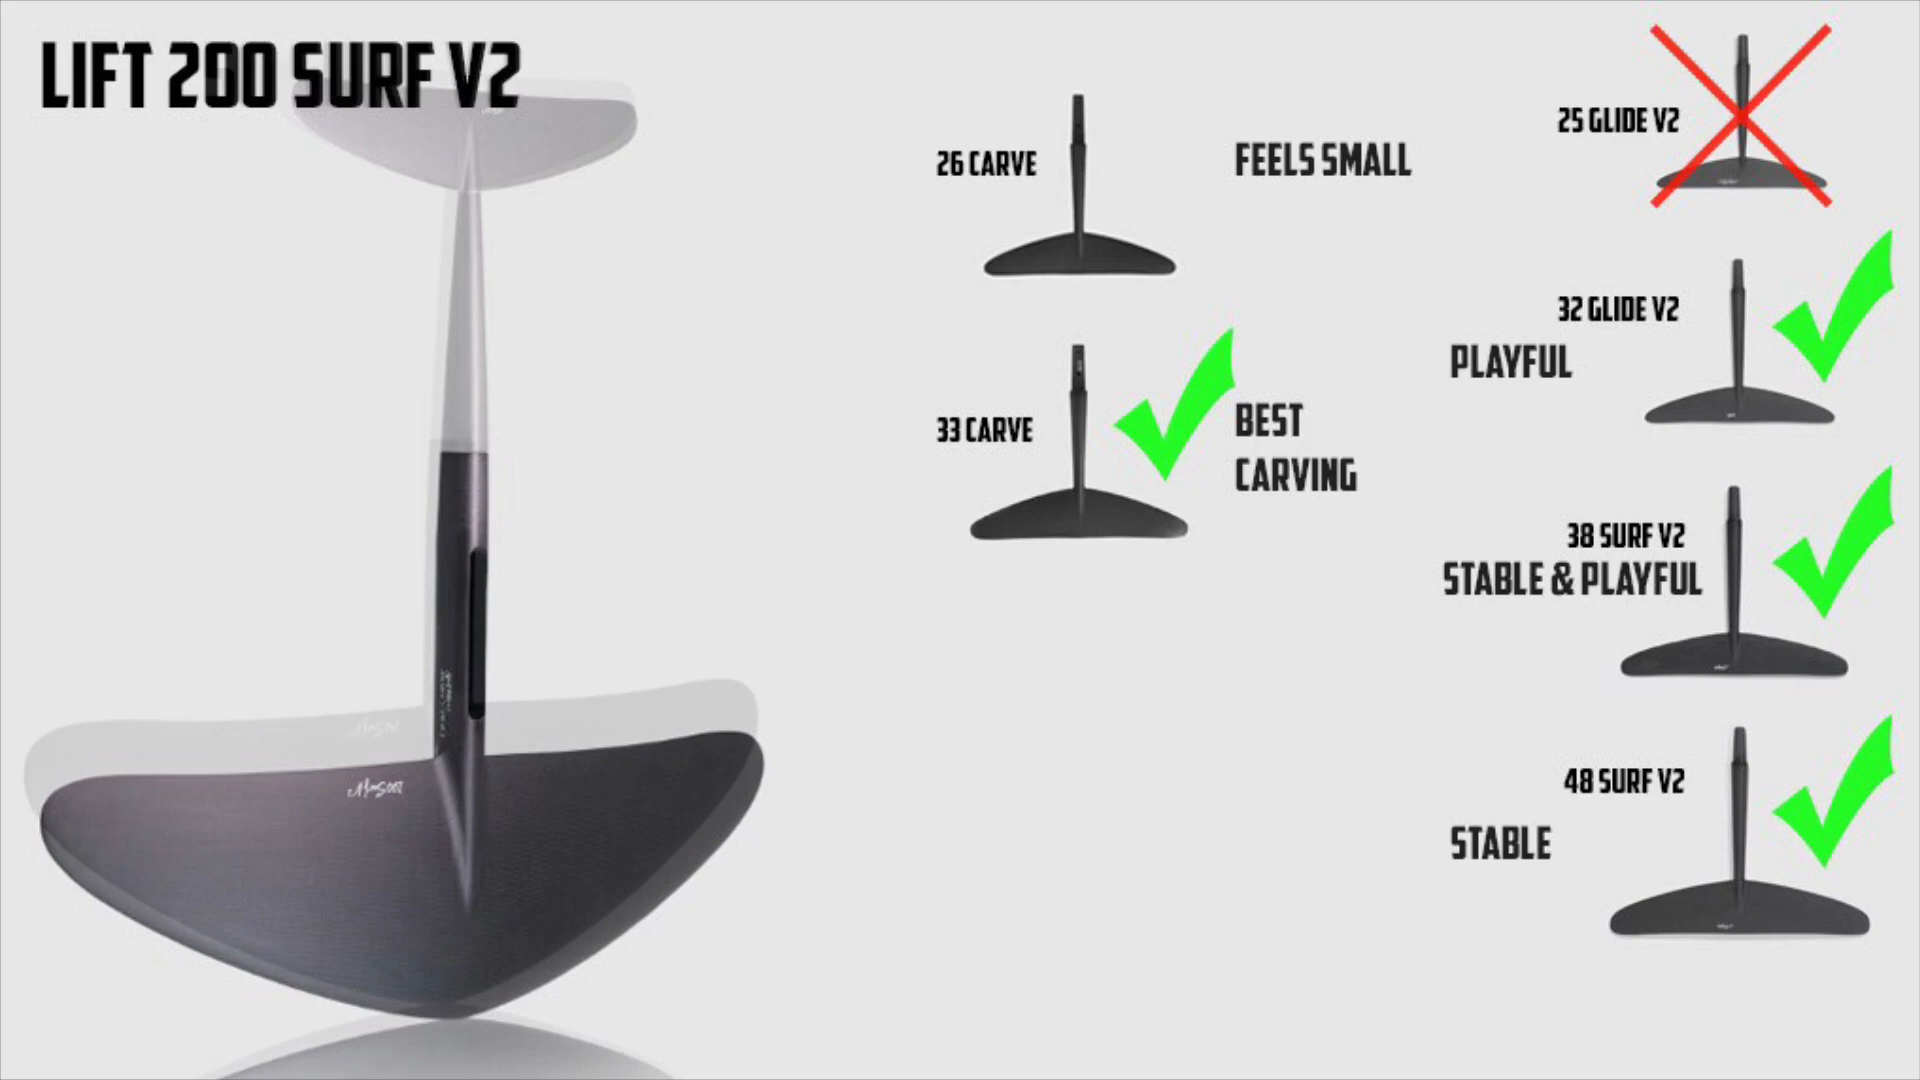 LIFT 200 SURF V2
26 CARVE
FEELS SMALL
33 CARVE
BEST
CARVING
25 GLIDE V2
32 GLIDE V2
PLAYFUL
38 SURF V2
STABLE & PLAYFUL
48 SURF V2
STABLE